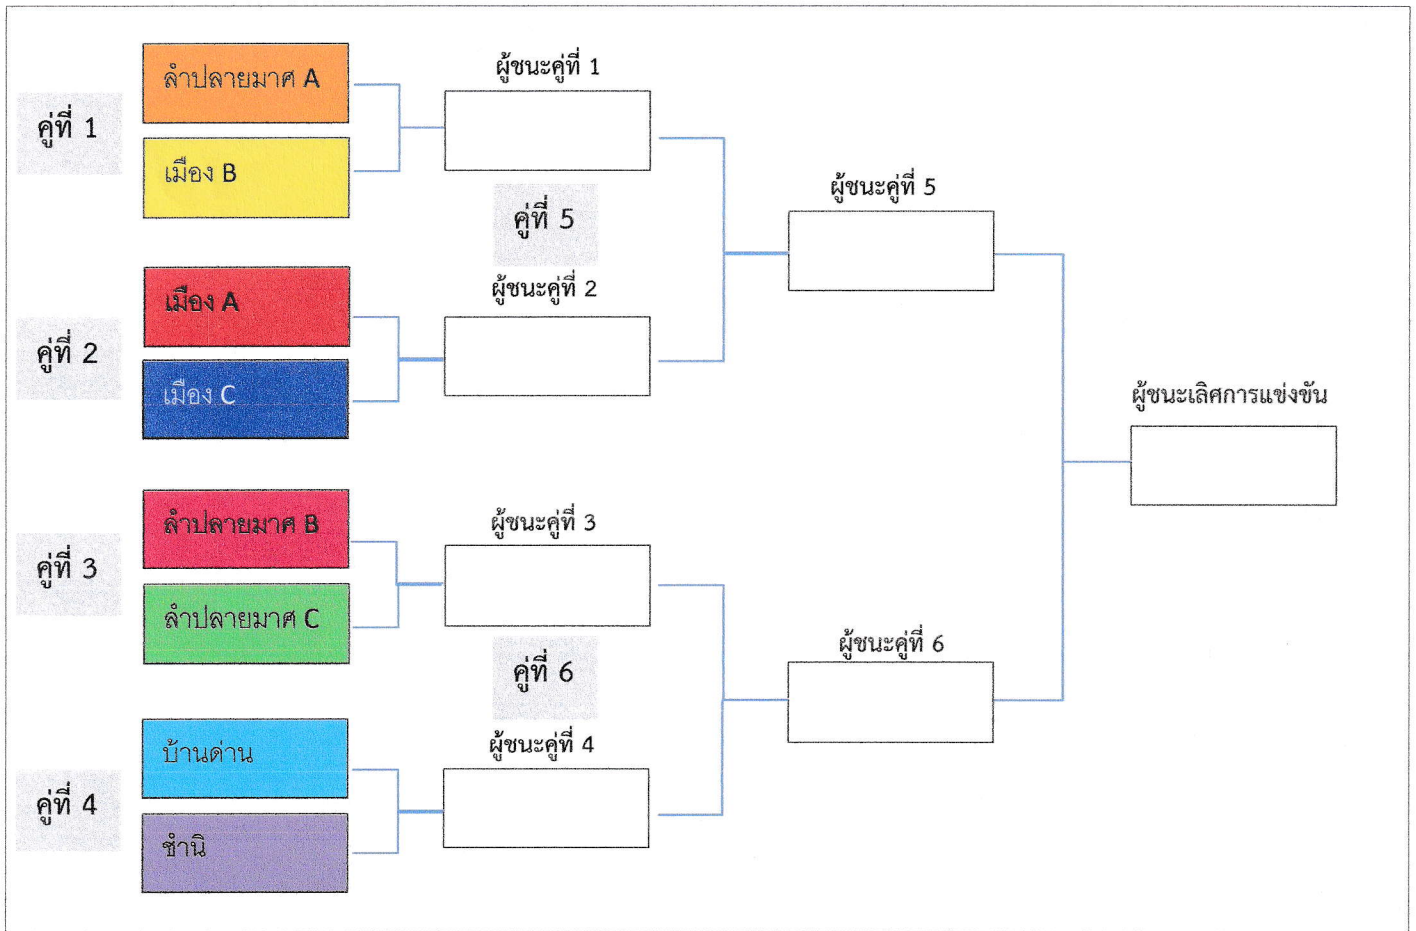 คู่ที่ 1
ลำปลายมาศ A
เมือง B
ผู้ชนะคู่ที่ 1
คู่ที่ 5
ผู้ชนะคู่ที่ 5
คู่ที่ 2
เมือง A
เมือง C
ผู้ชนะคู่ที่ 2
ผู้ชนะเลิศการแข่งขัน
คู่ที่ 3
ลำปลายมาศ B
ลำปลายมาศ C
ผู้ชนะคู่ที่ 3
คู่ที่ 6
ผู้ชนะคู่ที่ 6
คู่ที่ 4
บ้านด่าน
ชำนิ
ผู้ชนะคู่ที่ 4